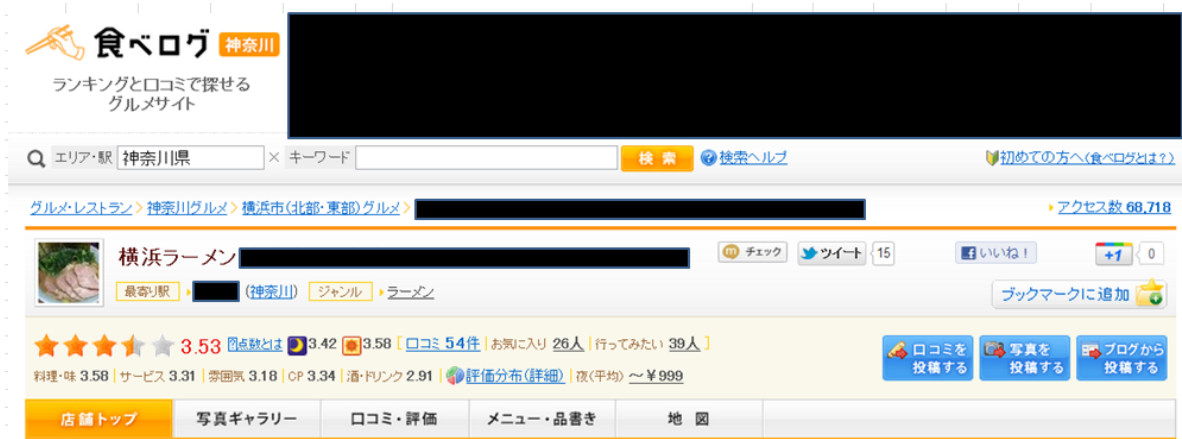 食べログ 神奈川
ランキングと口コミで探せる
グルメサイト
エリア・駅 神奈川県 × キーワード 検 索 ? 検索ヘルプ 初めての方へ(食べログとは?)
グルメ・レストラン > 神奈川グルメ > 横浜市(北部・東部)グルメ > アクセス数 68,718
横浜ラーメン m チェック ツイート 15 f いいね! +1 0
最寄り駅 (神奈川) ジャンル ラーメン ブックマークに追加
3.53 ?点数とは 3.42 3.58 [ 口コミ 54件 | お気に入り 26人 | 行ってみたい 39人 ]
口コミを投稿する 写真を投稿する ブログから投稿する
料理・味 3.58 | サービス 3.31 | 雰囲気 3.18 | CP 3.34 | 酒・ドリンク 2.91 | 評価分布(詳細) | 夜(平均) ~¥999
店舗トップ 写真ギャラリー 口コミ・評価 メニュー・品書き 地 図